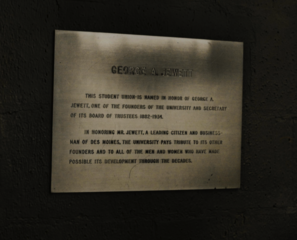 GEORGE A. JEWETT
THIS STUDENT UNION IS NAMED IN HONOR OF GEORGE A.
JEWETT, ONE OF THE FOUNDERS OF THE UNIVERSITY AND SECRETARY
OF ITS BOARD OF TRUSTEES 1882-1934.
IN HONORING MR. JEWETT, A LEADING CITIZEN AND BUSINESS-
MAN OF DES MOINES, THE UNIVERSITY PAYS TRIBUTE TO ITS OTHER
FOUNDERS AND TO ALL OF THE MEN AND WOMEN WHO HAVE MADE
POSSIBLE ITS DEVELOPMENT THROUGH THE DECADES.